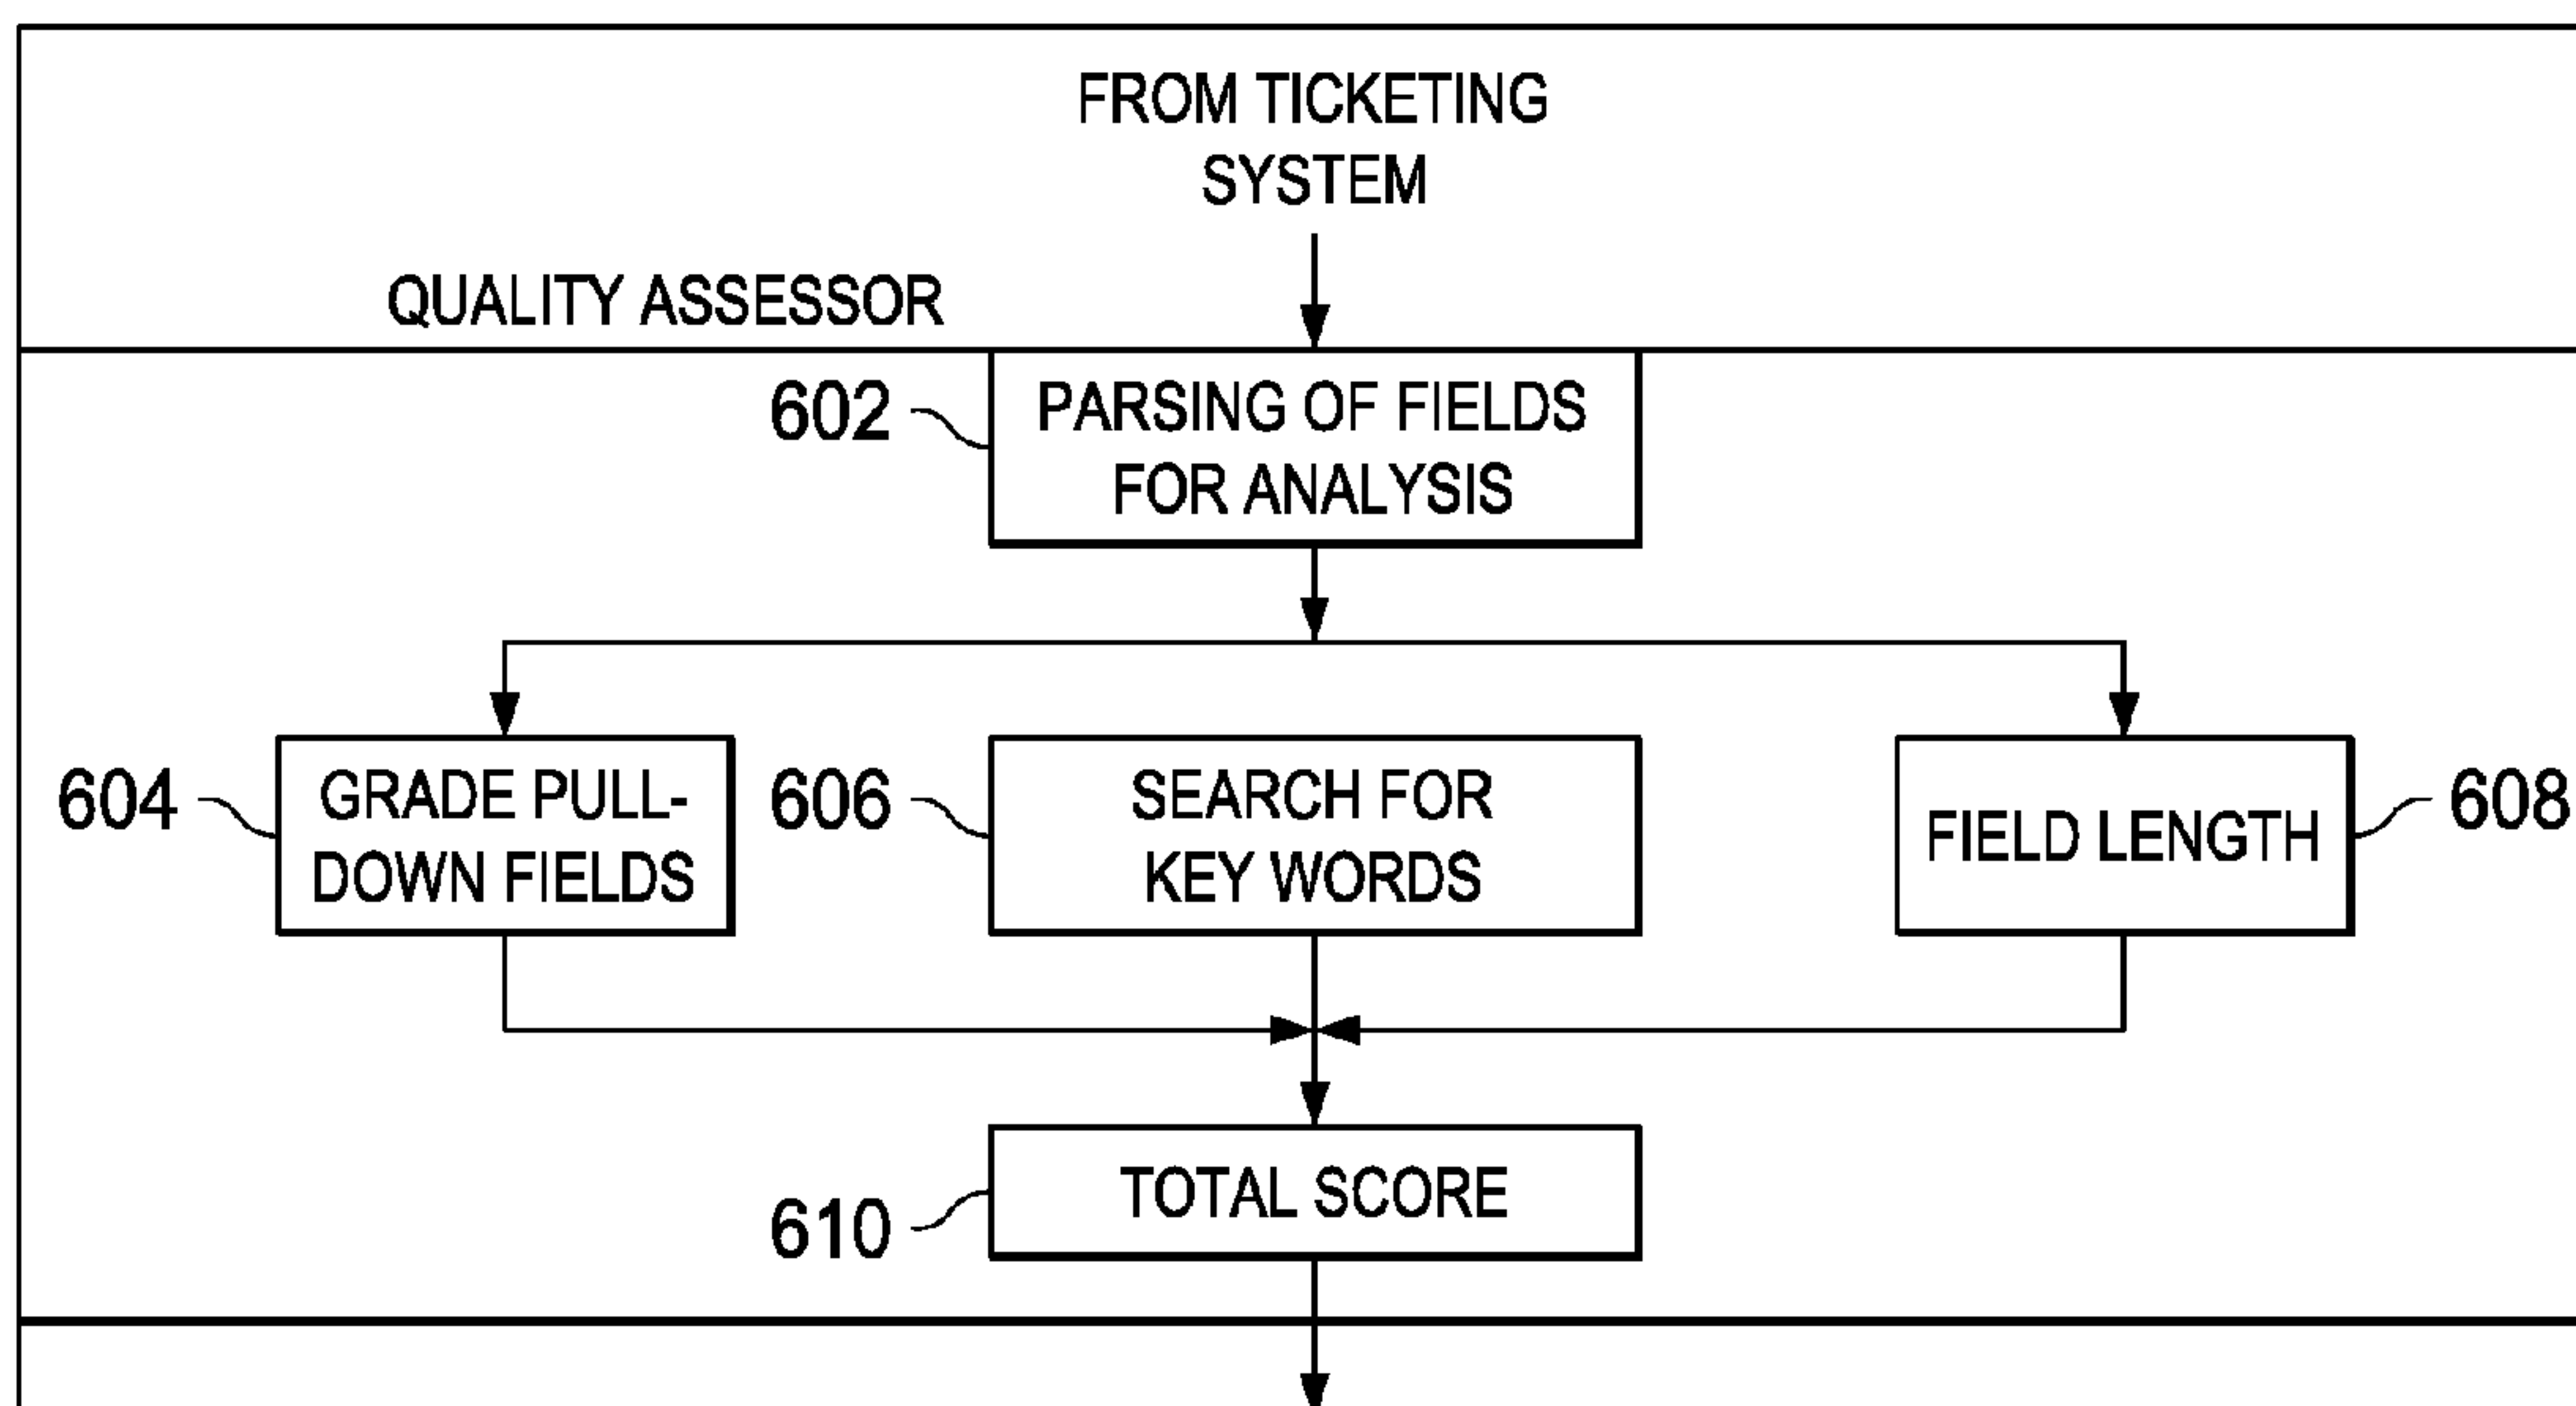 FROM TICKETING
SYSTEM
QUALITY ASSESSOR
602
PARSING OF FIELDS
FOR ANALYSIS
604
GRADE PULL-
DOWN FIELDS
606
SEARCH FOR
KEY WORDS
FIELD LENGTH
608
610
TOTAL SCORE